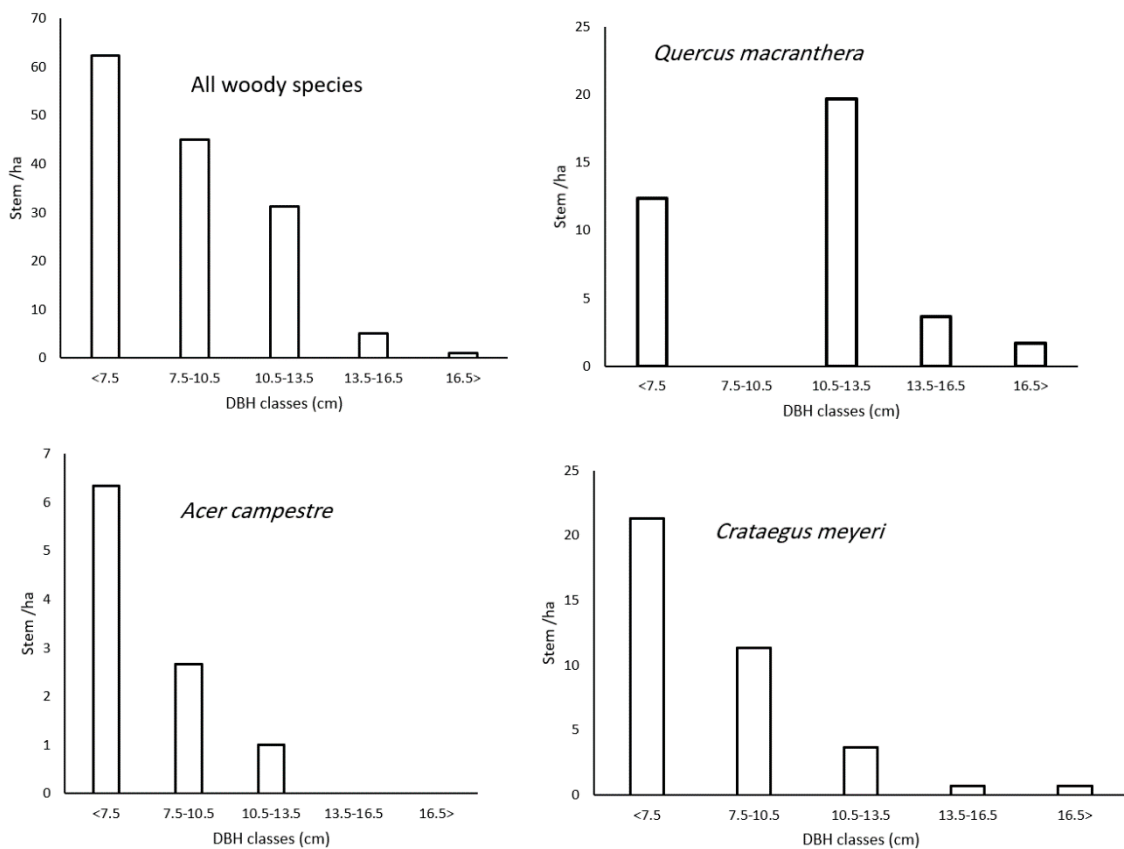 All woody species
Stem /ha
70
60
50
40
30
20
10
0
<7.5 7.5-10.5 10.5-13.5 13.5-16.5 16.5>
DBH classes (cm)
Quercus macranthera
Stem /ha
25
20
15
10
5
0
<7.5 7.5-10.5 10.5-13.5 13.5-16.5 16.5>
DBH classes (cm)
Acer campestre
Stem /ha
7
6
5
4
3
2
1
0
<7.5 7.5-10.5 10.5-13.5 13.5-16.5 16.5>
DBH classes (cm)
Crataegus meyeri
Stem /ha
25
20
15
10
5
0
<7.5 7.5-10.5 10.5-13.5 13.5-16.5 16.5>
DBH classes (cm)